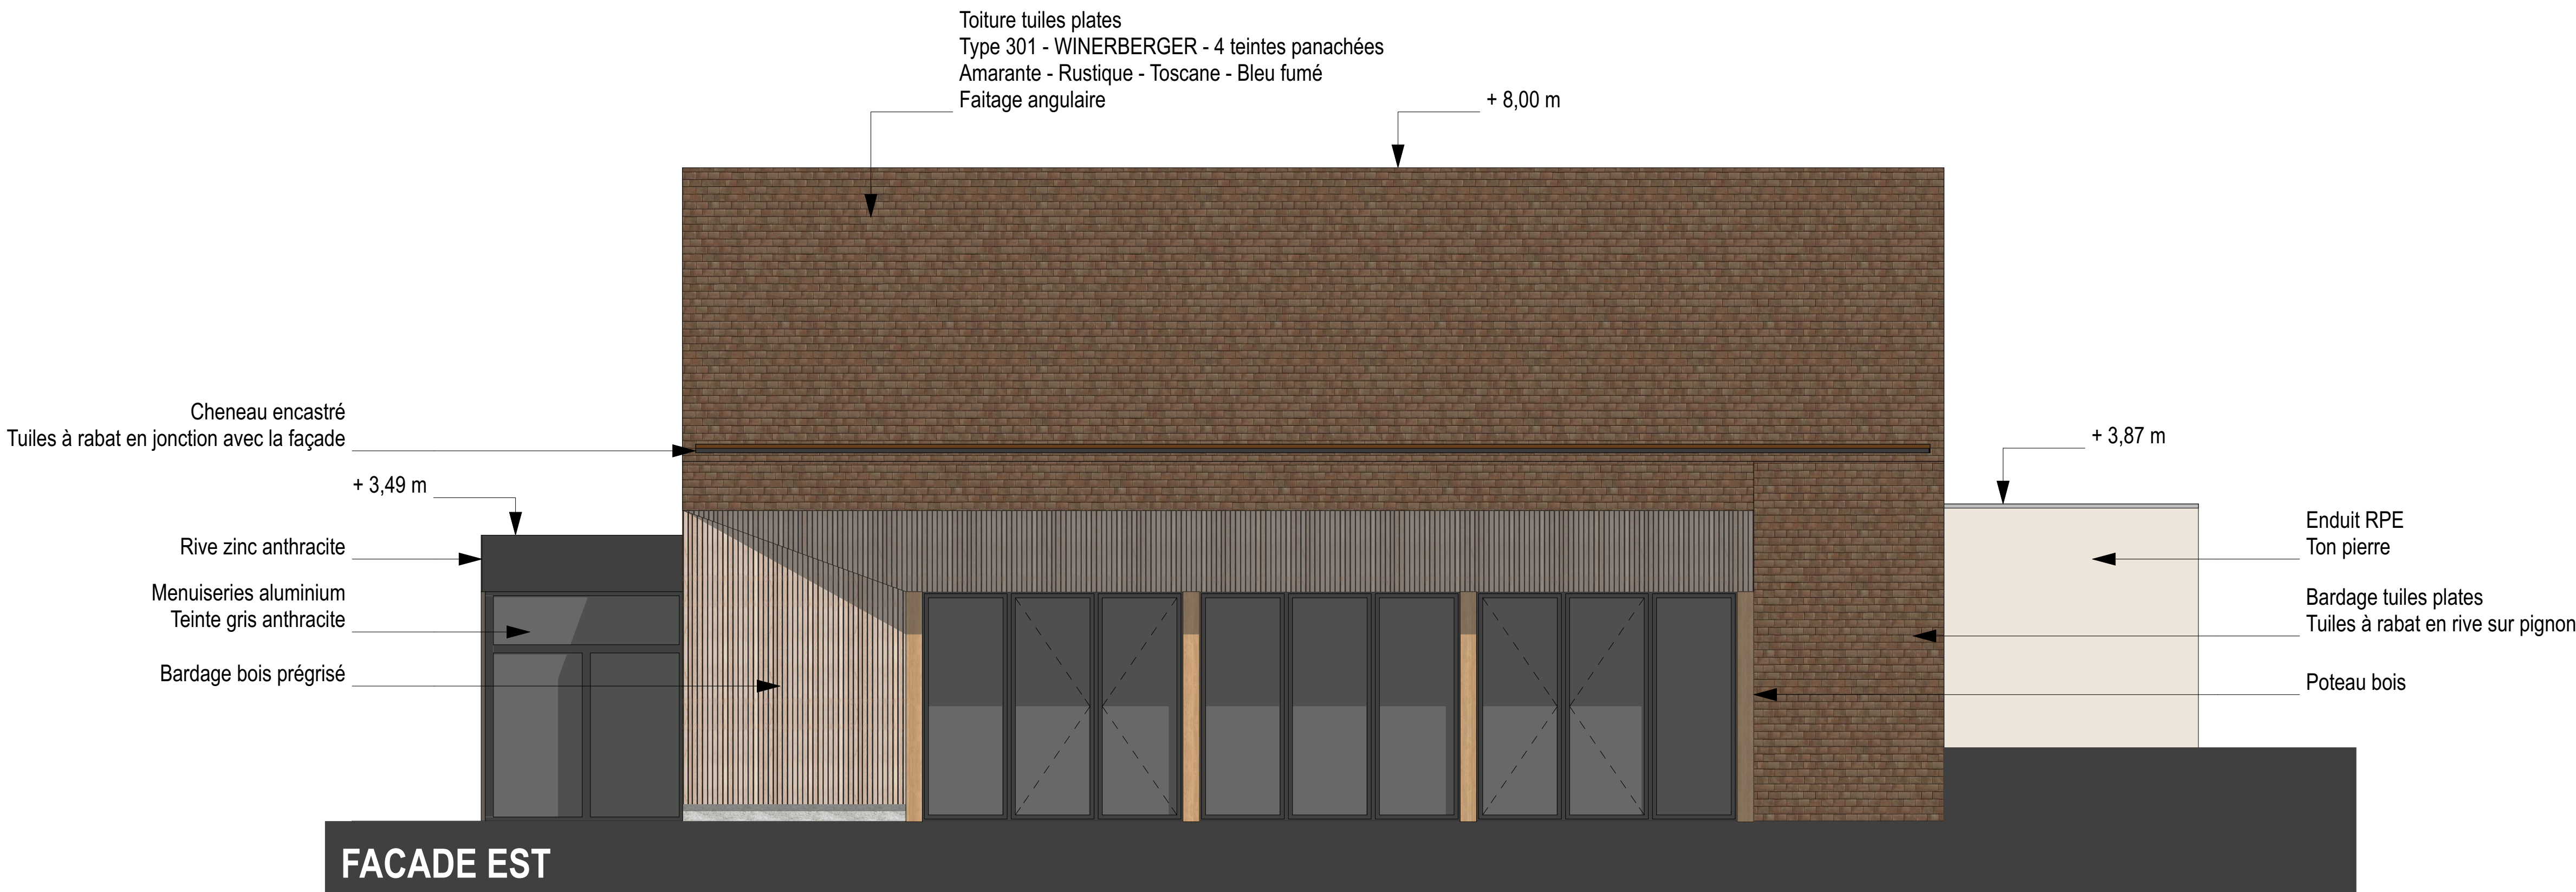 Toiture tuiles plates
Type 301 - WINERBERGER - 4 teintes panachées
Amarante - Rustique - Toscane - Bleu fumé
Faitage angulaire
+ 8,00 m
Cheneau encastré
Tuiles à rabat en jonction avec la façade
+ 3,49 m
Rive zinc anthracite
Menuiseries aluminium
Teinte gris anthracite
Bardage bois prégrisé
+ 3,87 m
Enduit RPE
Ton pierre
Bardage tuiles plates
Tuiles à rabat en rive sur pignon
Poteau bois
FACADE EST